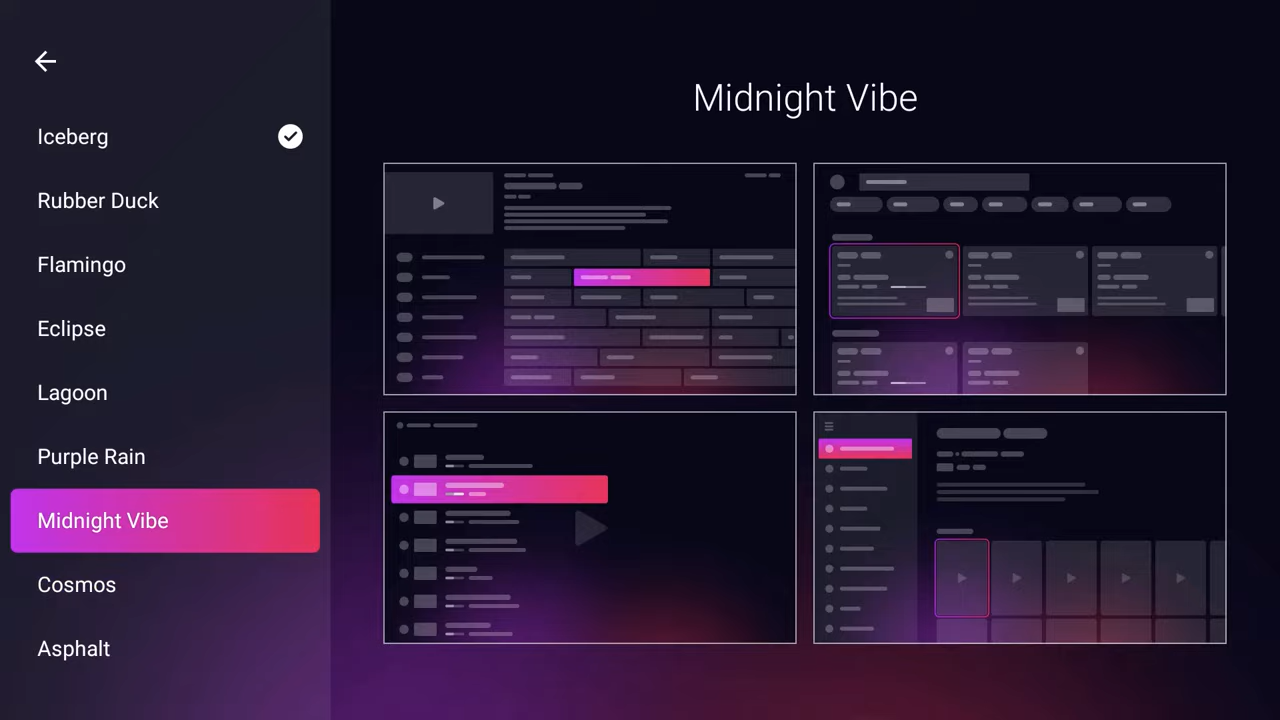 Iceberg
Rubber Duck
Flamingo
Eclipse
Lagoon
Purple Rain
Midnight Vibe
Cosmos
Asphalt
Midnight Vibe